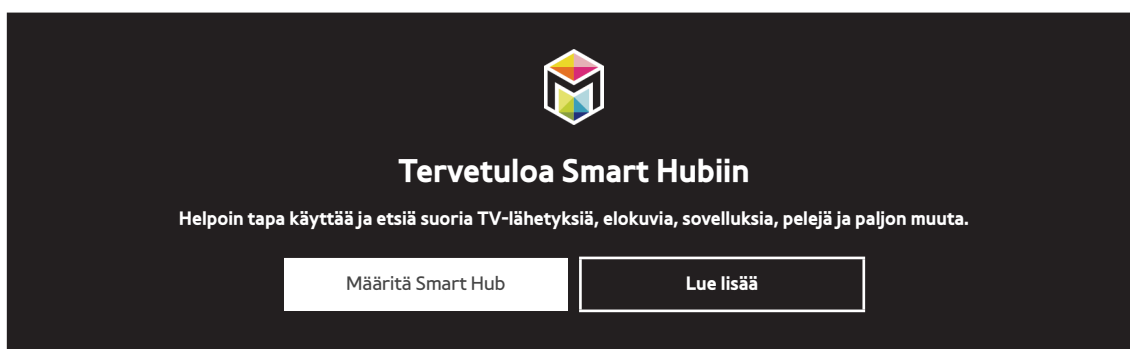 Tervetuloa Smart Hubiin
Helpoin tapa käyttää ja etsiä suoria TV-lähetyksiä, elokuvia, sovelluksia, pelejä ja paljon muuta.
Määritä Smart Hub
Lue lisää